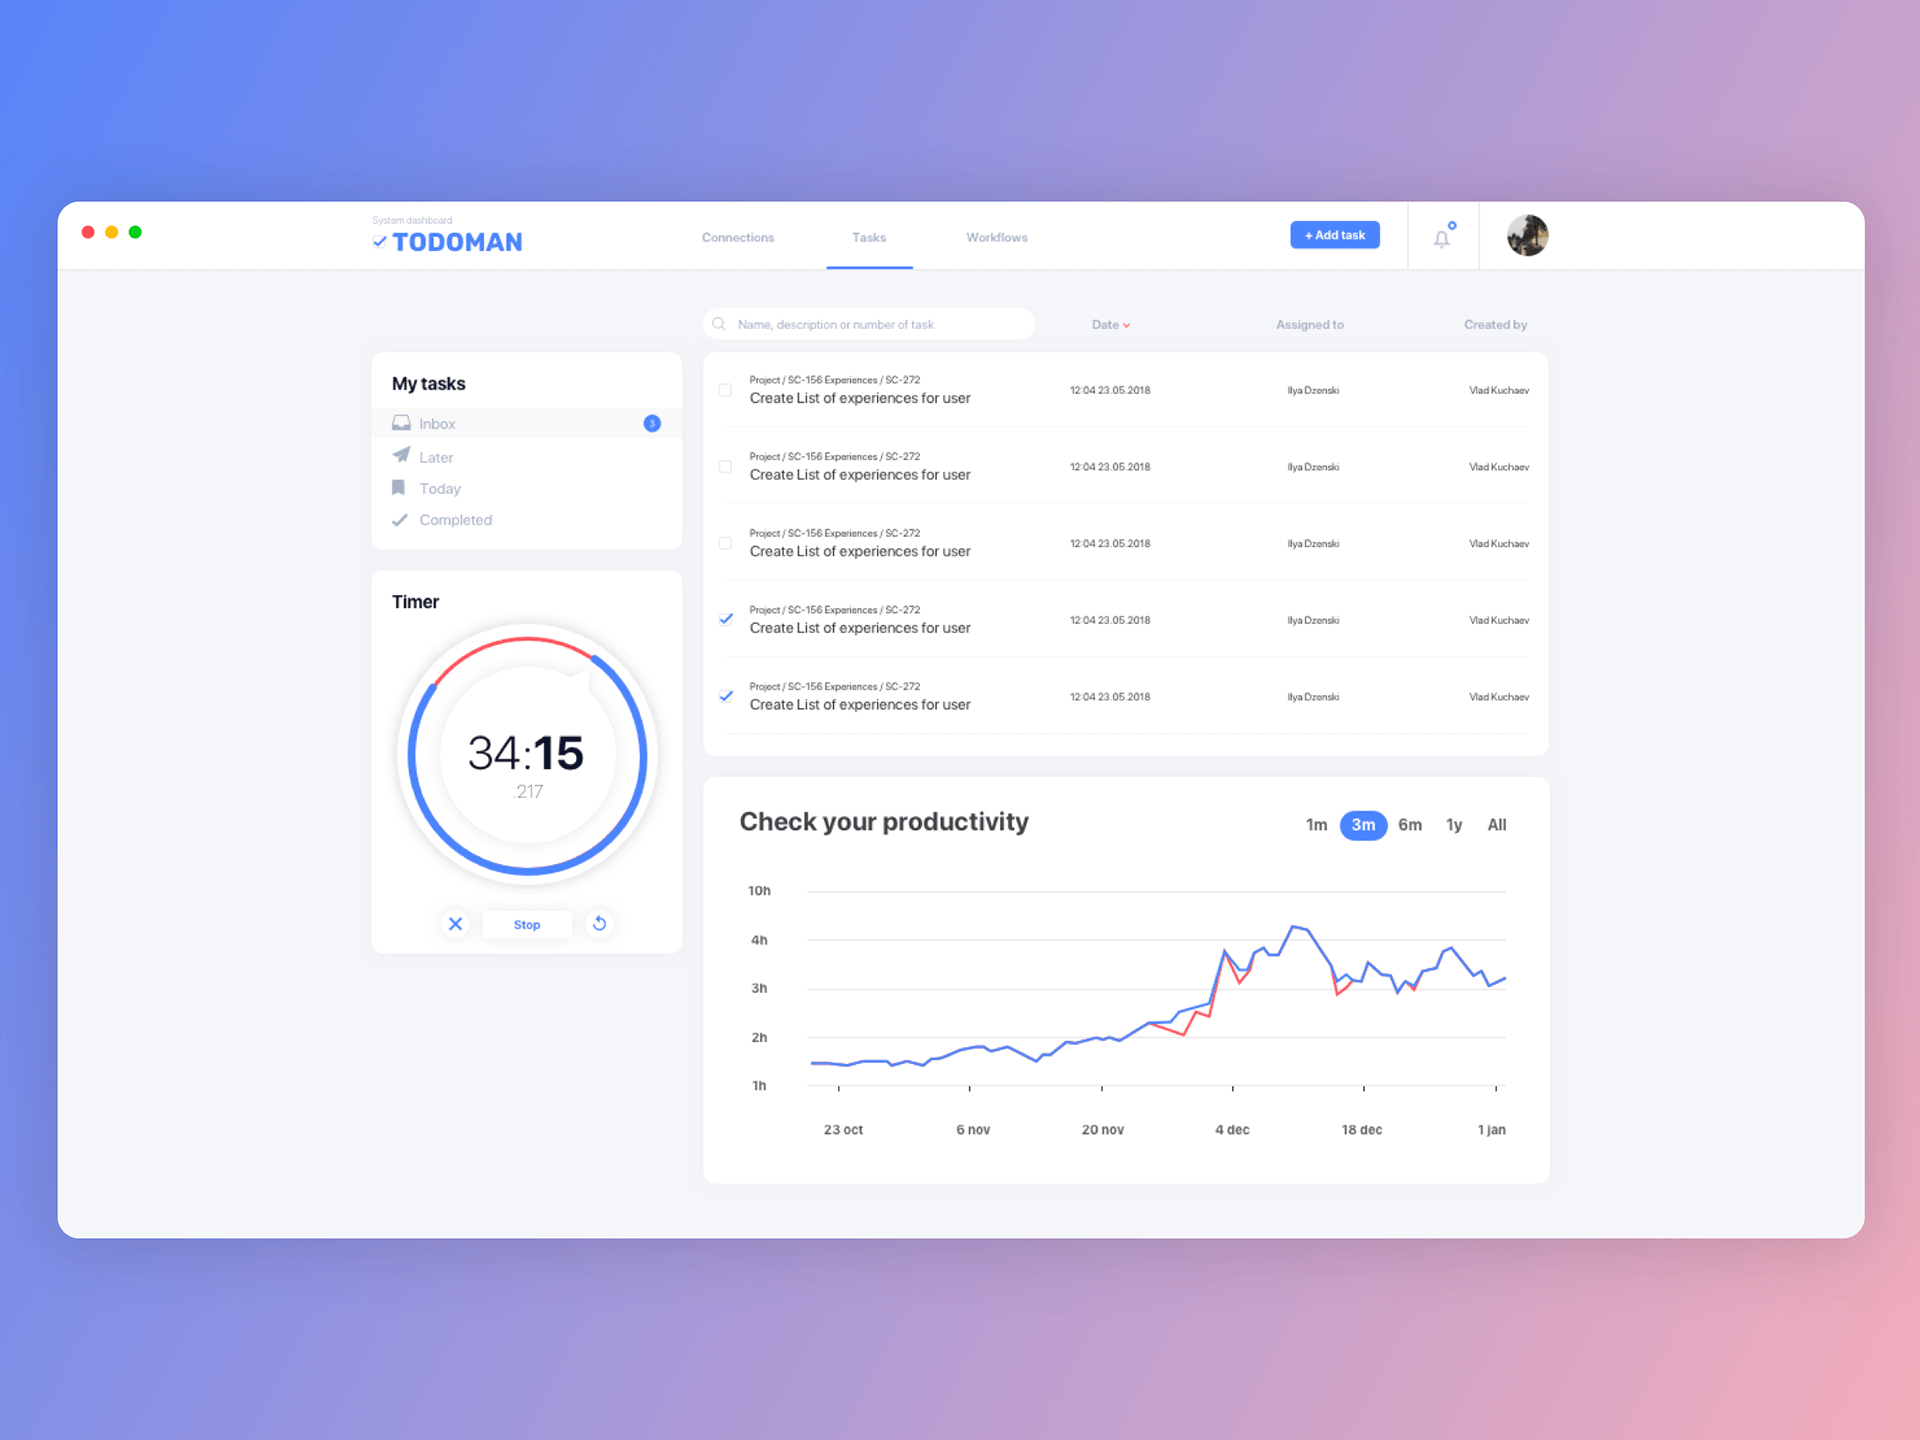 System dashboard
TODOMAN
Connections
Tasks
Workflows
+ Add task
Name, description or number of task
Date
Assigned to
Created by
My tasks
Inbox
3
Later
Today
Completed
Timer
34:15
.217
Stop
Project / SC-156 Experiences / SC-272
Create List of experiences for user
12:04 23.05.2018
Ilya Dzenski
Vlad Kuchaev
Project / SC-156 Experiences / SC-272
Create List of experiences for user
12:04 23.05.2018
Ilya Dzenski
Vlad Kuchaev
Project / SC-156 Experiences / SC-272
Create List of experiences for user
12:04 23.05.2018
Ilya Dzenski
Vlad Kuchaev
Project / SC-156 Experiences / SC-272
Create List of experiences for user
12:04 23.05.2018
Ilya Dzenski
Vlad Kuchaev
Project / SC-156 Experiences / SC-272
Create List of experiences for user
12:04 23.05.2018
Ilya Dzenski
Vlad Kuchaev
Check your productivity
1m
3m
6m
1y
All
10h
4h
3h
2h
1h
23 oct
6 nov
20 nov
4 dec
18 dec
1 jan